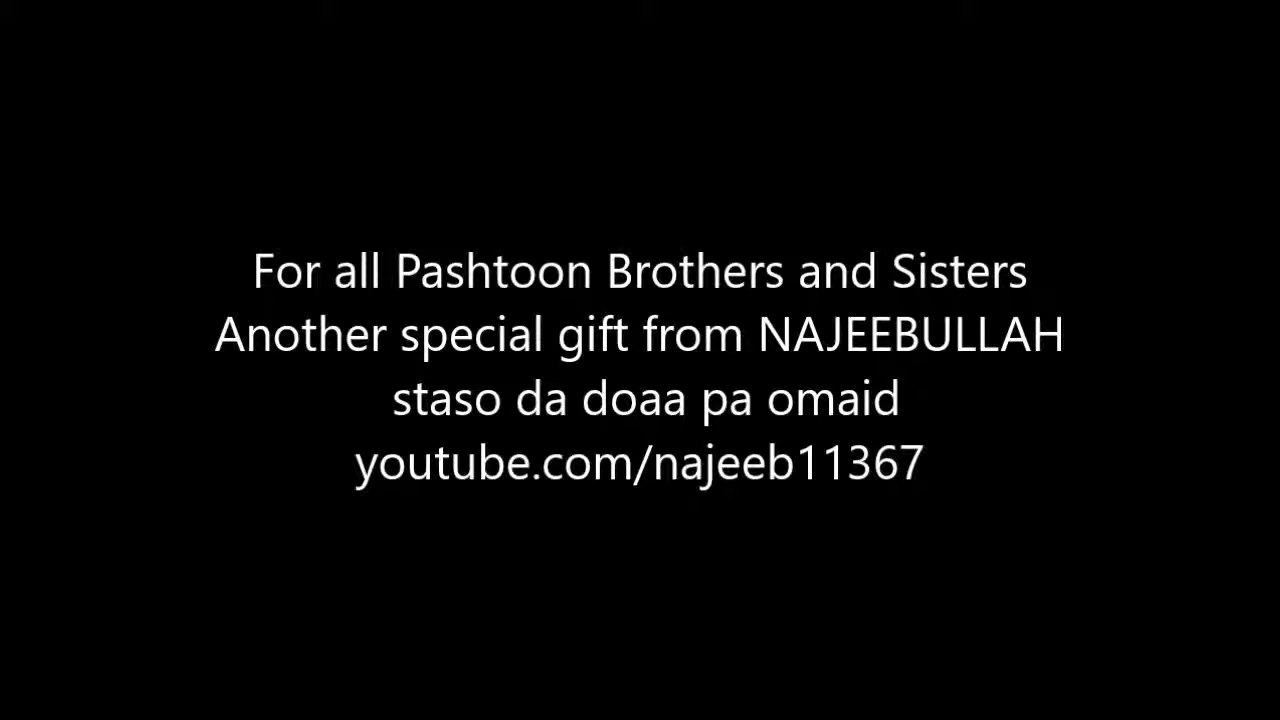 For all Pashtoon Brothers and Sisters
Another special gift from NAJEEBULLAH
staso da doaa pa omaid
youtube.com/najeeb11367